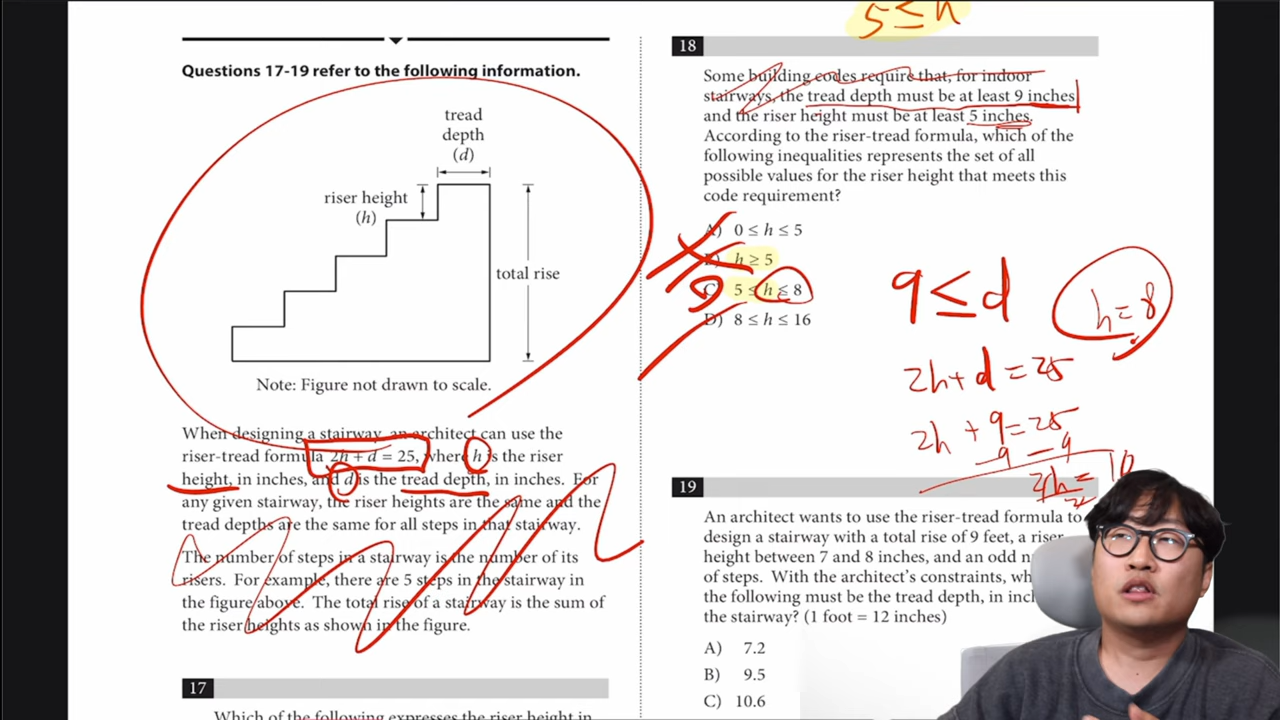 Questions 17-19 refer to the following information.
tread
depth
(d)
riser height
(h)
total rise
Note: Figure not drawn to scale.
When designing a stairway, an architect can use the
riser-tread formula 2h + d = 25, where h is the riser
height, in inches, and d is the tread depth, in inches. For
any given stairway, the riser heights are the same and the
tread depths are the same for all steps in that stairway.
The number of steps in a stairway is the number of its
risers. For example, there are 5 steps in the stairway in
the figure above. The total rise of a stairway is the sum of
the riser heights as shown in the figure.
17
Which of the following expresses the riser height in
5 ≤ h
18
Some building codes require that, for indoor
stairways, the tread depth must be at least 9 inches
and the riser height must be at least 5 inches.
According to the riser-tread formula, which of the
following inequalities represents the set of all
possible values for the riser height that meets this
code requirement?
A) 0 ≤ h ≤ 5
B) h ≥ 5
C) 5 ≤ h ≤ 8
D) 8 ≤ h ≤ 16
9 ≤ d
h = 8
2h + d = 25
2h + 9 = 25
9 - 9
2h =
2
19
An architect wants to use the riser-tread formula to
design a stairway with a total rise of 9 feet, a riser
height between 7 and 8 inches, and an odd
of steps. With the architect's constraints,
the following must be the tread depth, in
the stairway? (1 foot = 12 inches)
A) 7.2
B) 9.5
C) 10.6